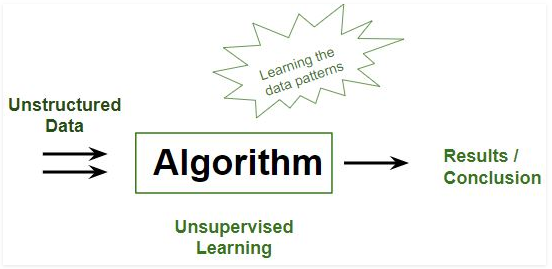 Learning the
data patterns
Unstructured
Data
Algorithm
Results /
Conclusion
Unsupervised
Learning